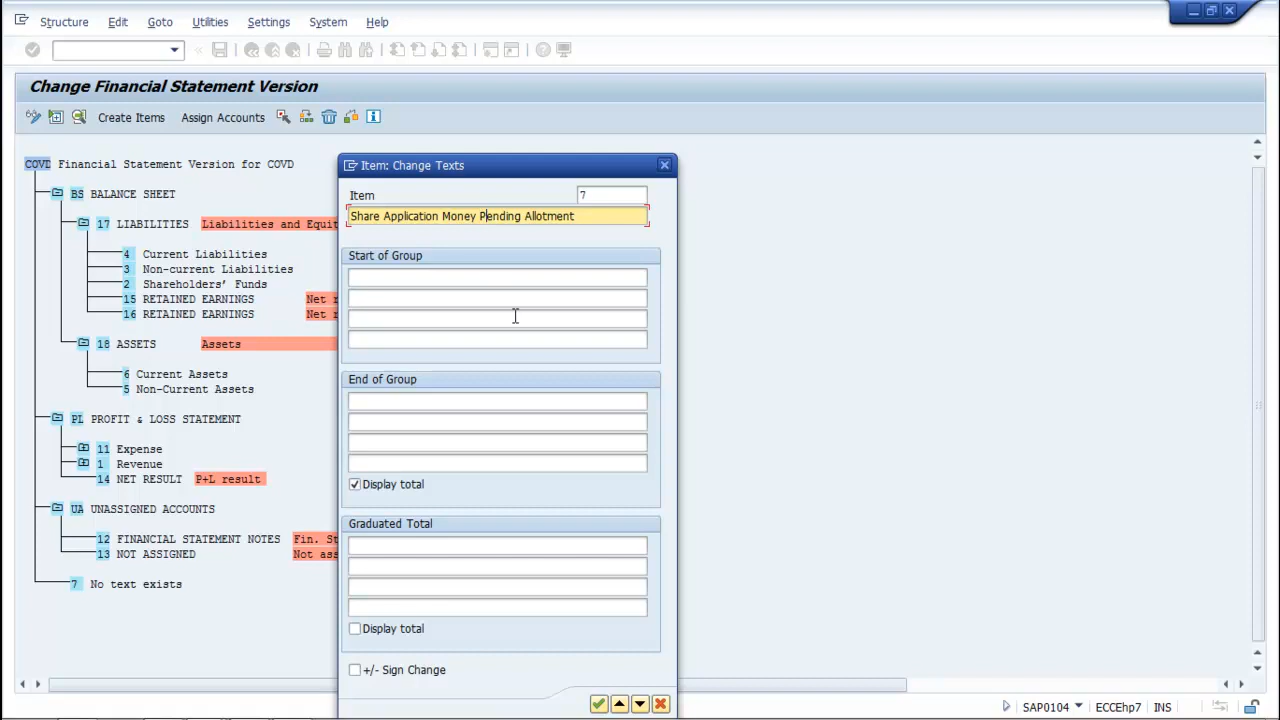 Structure Edit Goto Utilities Settings System Help
Change Financial Statement Version
Create Items Assign Accounts
COVD Financial Statement Version for COVD
BS BALANCE SHEET
17 LIABILITIES Liabilities and Equit
4 Current Liabilities
3 Non-current Liabilities
2 Shareholders' Funds
15 RETAINED EARNINGS Net r
16 RETAINED EARNINGS Net r
18 ASSETS Assets
6 Current Assets
5 Non-Current Assets
PL PROFIT & LOSS STATEMENT
11 Expense
1 Revenue
14 NET RESULT P+L result
UA UNASSIGNED ACCOUNTS
12 FINANCIAL STATEMENT NOTES Fin. St
13 NOT ASSIGNED Not ass
7 No text exists
Item: Change Texts
Item 7
Share Application Money Pending Allotment
Start of Group
End of Group
Display total
Graduated Total
Display total
+/- Sign Change
SAP0104 ECCEhp7 INS